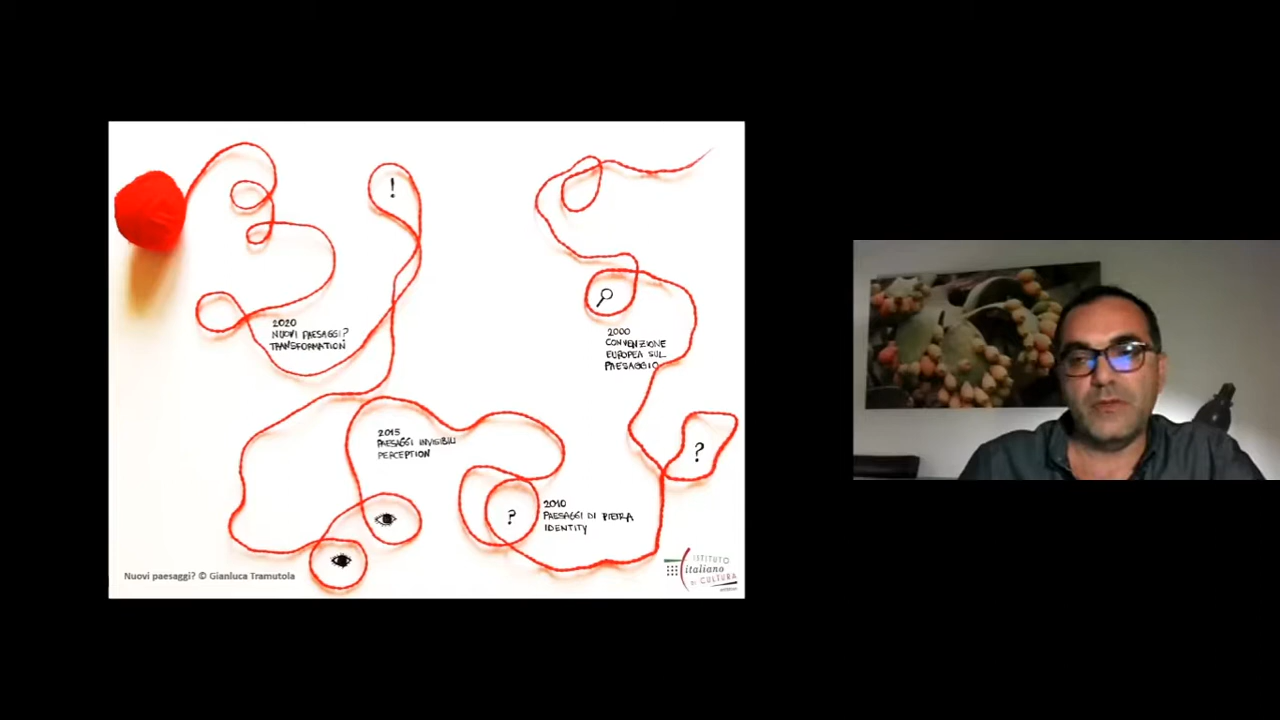 !
2020
NUOVI PAESAGGI?
TRANSFORMATION
2000
CONVENZIONE
EUROPEA SUL
PAESAGGIO
?
2015
PAESAGGI INVISIBILI
PERCEPTION
?
2010
PAESAGGI DI PIETRA
IDENTITY
Nuovi paesaggi? © Gianluca Tramutola
ISTITUTO
italiano
DI CULTURA